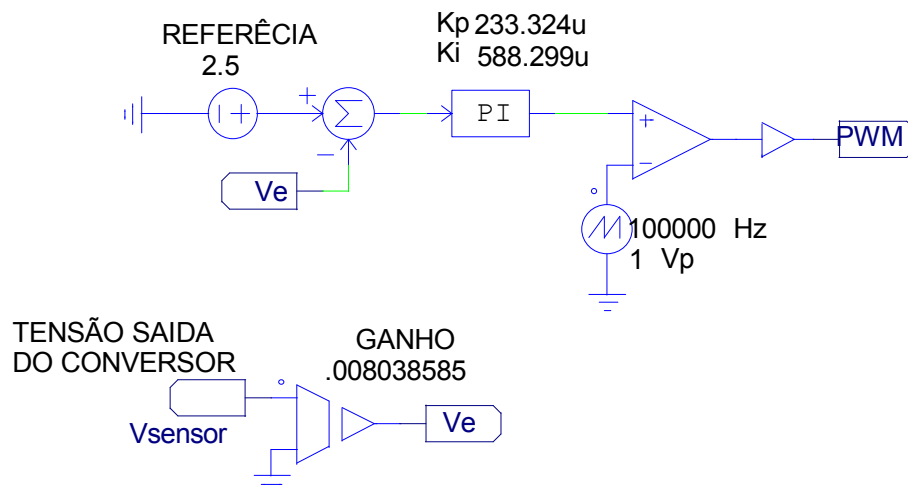 REFERÊCIA
2.5
Kp 233.324u
Ki 588.299u
PI
PWM
Ve
100000 Hz
1 Vp
TENSÃO SAIDA
DO CONVERSOR
Vsensor
GANHO
.008038585
Ve